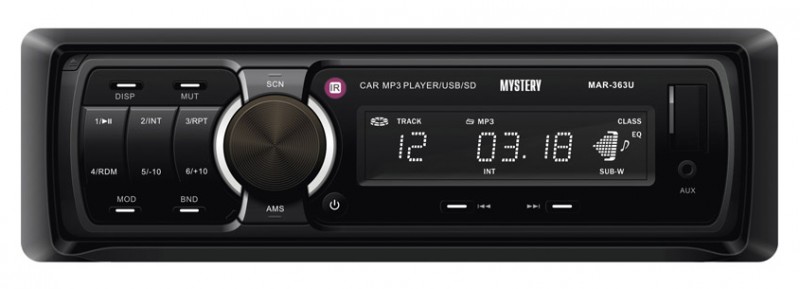 DISP
MUT
SCN
1/▶II
2/INT
3/RPT
4/RDM
5/-10
6/+10
MOD
BND
AMS
IR
CAR MP3 PLAYER/USB/SD
MYSTERY
MAR-363U
TRACK
MP3
CLASS
EQ
12
03.18
INT
SUB-W
AUX